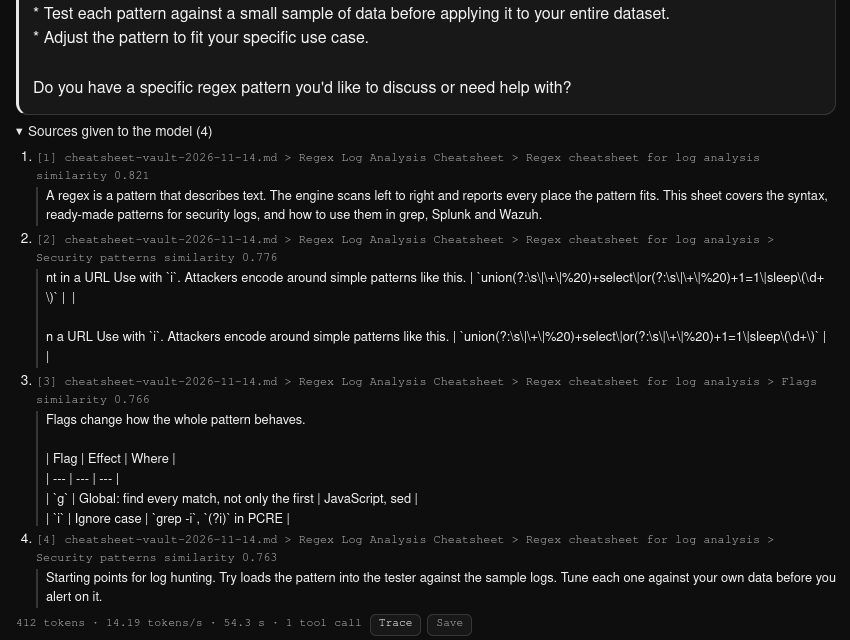 * Test each pattern against a small sample of data before applying it to your entire dataset.
* Adjust the pattern to fit your specific use case.
Do you have a specific regex pattern you'd like to discuss or need help with?
▾ Sources given to the model (4)
1. [1] cheatsheet-vault-2026-11-14.md > Regex Log Analysis Cheatsheet > Regex cheatsheet for log analysis
similarity 0.821
A regex is a pattern that describes text. The engine scans left to right and reports every place the pattern fits. This sheet covers the syntax,
ready-made patterns for security logs, and how to use them in grep, Splunk and Wazuh.
2. [2] cheatsheet-vault-2026-11-14.md > Regex Log Analysis Cheatsheet > Regex cheatsheet for log analysis >
Security patterns similarity 0.776
nt in a URL Use with `i`. Attackers encode around simple patterns like this. | `union(?:\s\|\+\|%20)+select\|or(?:\s\|\+\|%20)+1=1\|sleep\(\d+
\)` | |
n a URL Use with `i`. Attackers encode around simple patterns like this. | `union(?:\s\|\+\|%20)+select\|or(?:\s\|\+\|%20)+1=1\|sleep\(\d+\)` |
|
3. [3] cheatsheet-vault-2026-11-14.md > Regex Log Analysis Cheatsheet > Regex cheatsheet for log analysis > Flags
similarity 0.766
Flags change how the whole pattern behaves.
| Flag | Effect | Where |
| --- | --- | --- |
| `g` | Global: find every match, not only the first | JavaScript, sed |
| `i` | Ignore case | `grep -i`, `(?i)` in PCRE |
4. [4] cheatsheet-vault-2026-11-14.md > Regex Log Analysis Cheatsheet > Regex cheatsheet for log analysis >
Security patterns similarity 0.763
Starting points for log hunting. Try loads the pattern into the tester against the sample logs. Tune each one against your own data before you
alert on it.
412 tokens · 14.19 tokens/s · 54.3 s · 1 tool call Trace Save